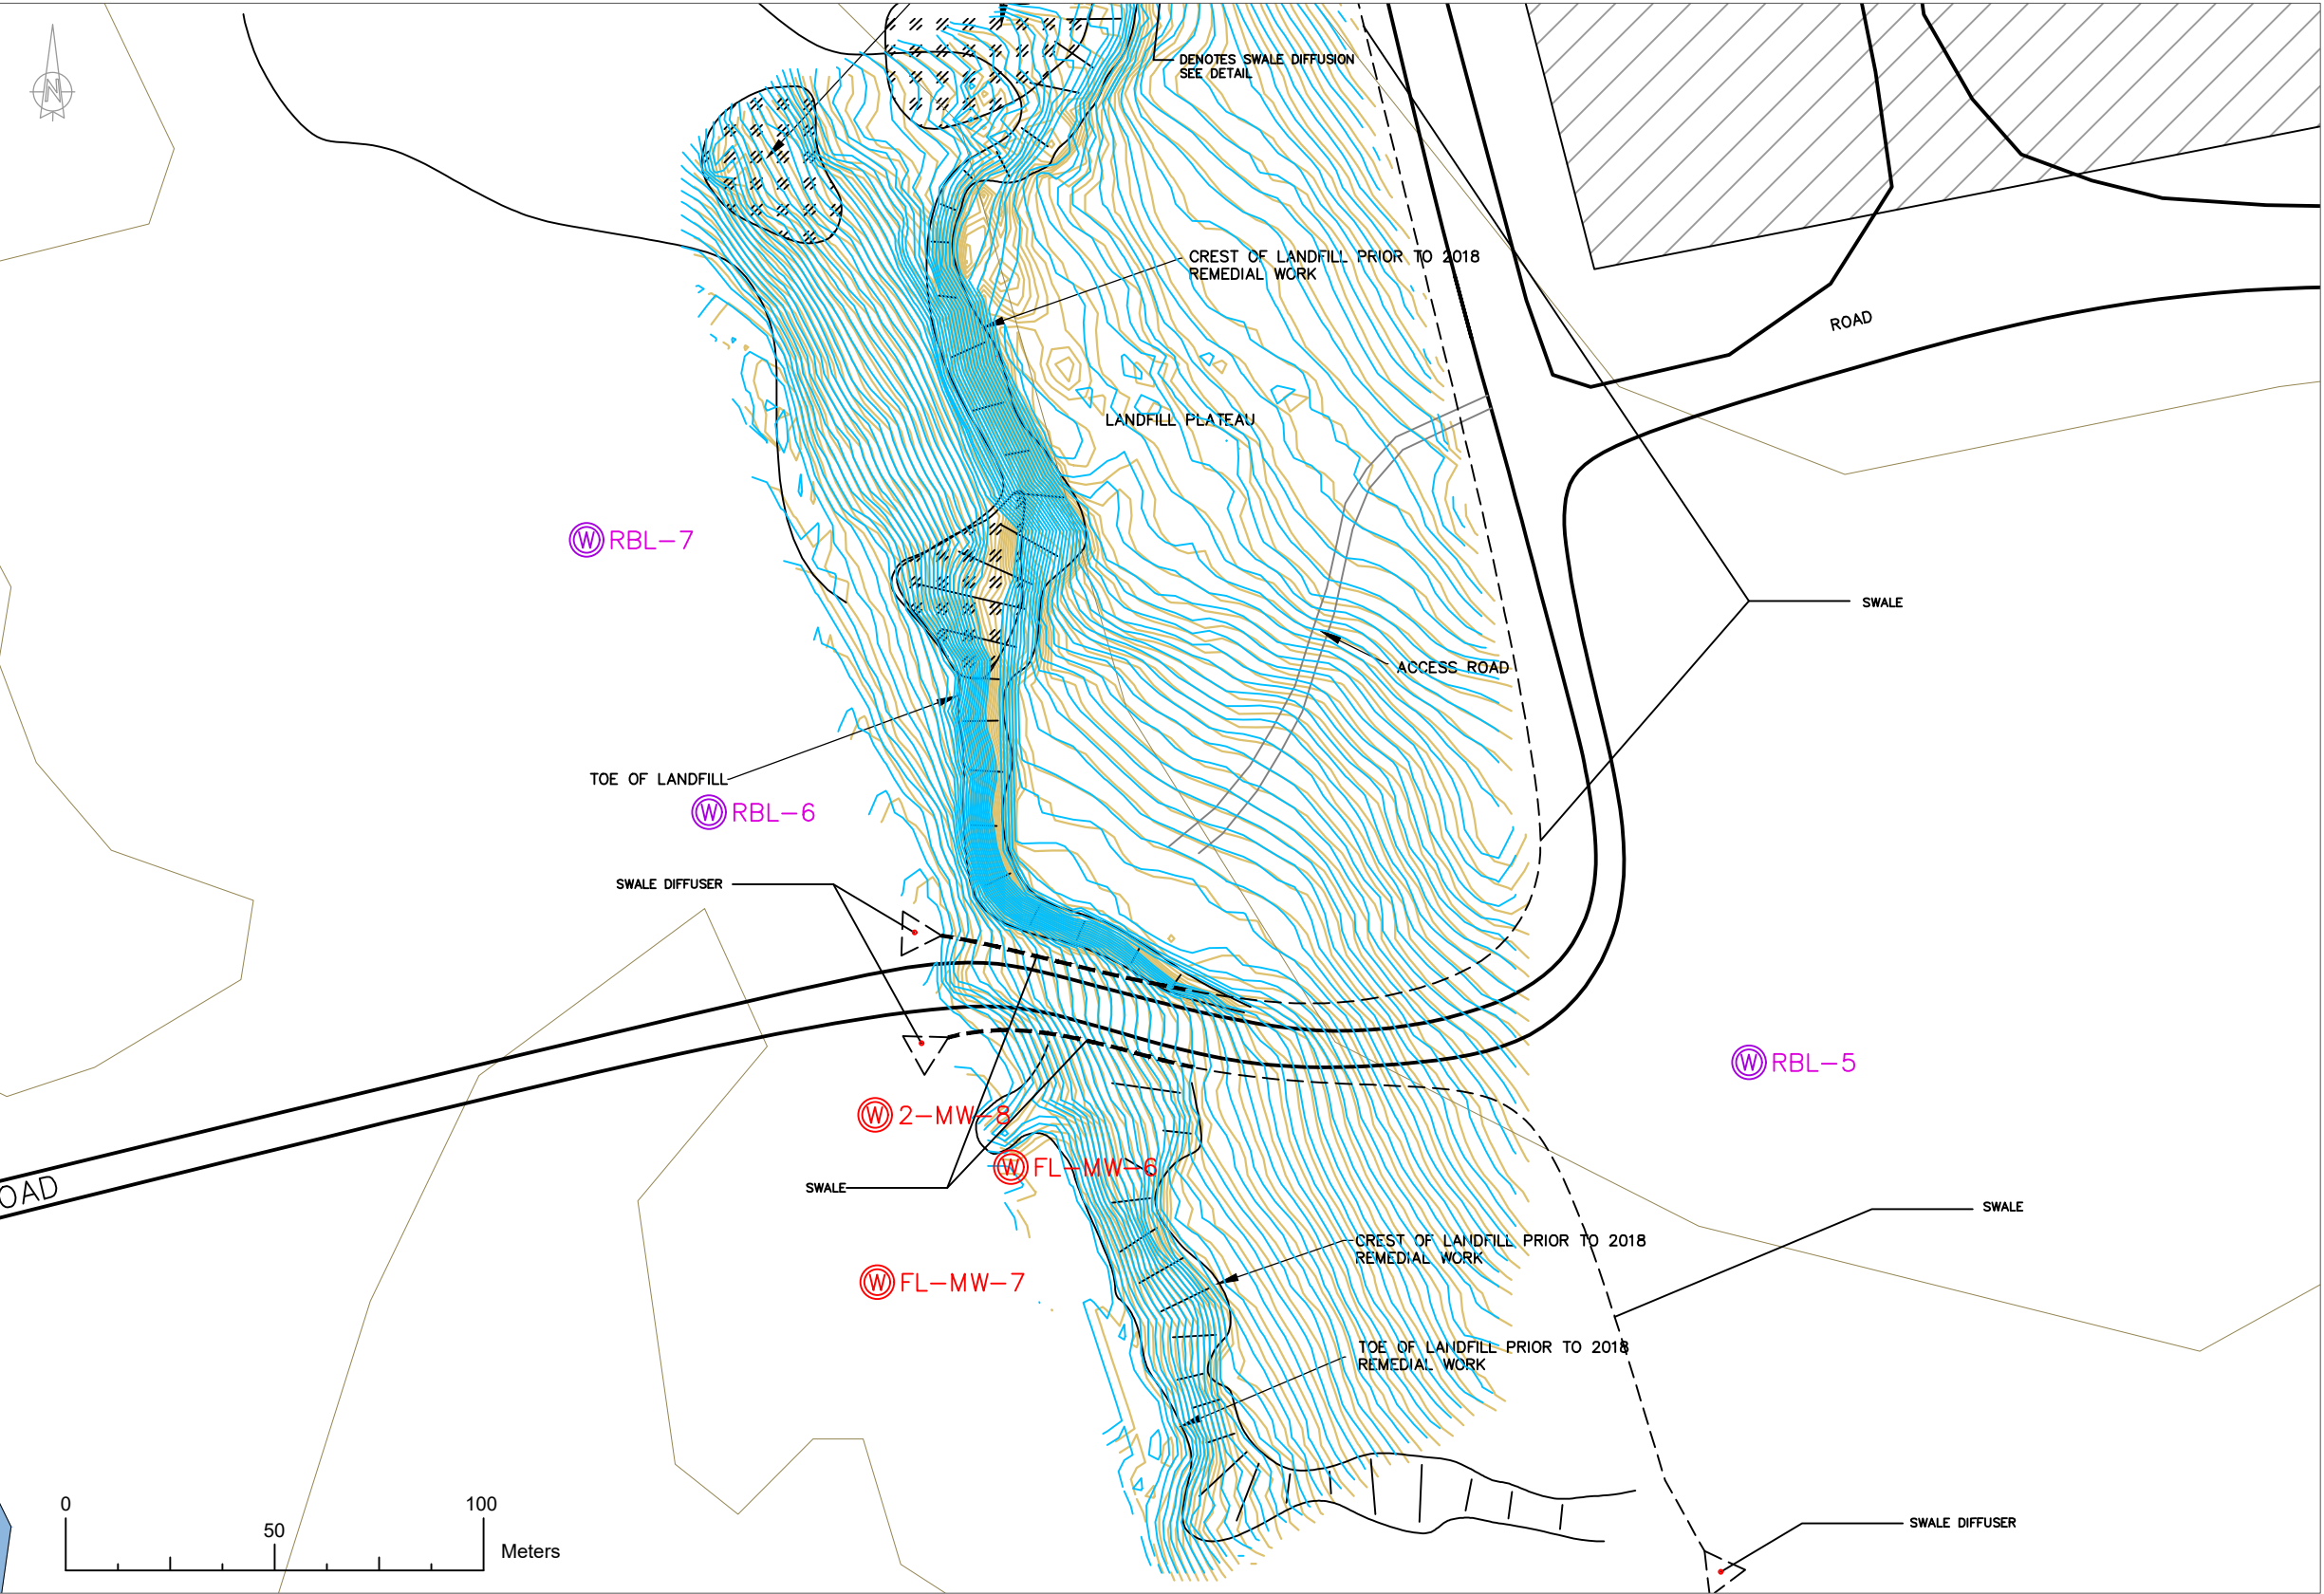 N
DENOTES SWALE DIFFUSION
SEE DETAIL
CREST OF LANDFILL PRIOR TO 2018
REMEDIAL WORK
ROAD
LANDFILL PLATEAU
RBL-7
SWALE
ACCESS ROAD
TOE OF LANDFILL
RBL-6
SWALE DIFFUSER
RBL-5
2-MW-8
FL-MW-6
SWALE
OAD
SWALE
CREST OF LANDFILL PRIOR TO 2018
REMEDIAL WORK
FL-MW-7
TOE OF LANDFILL PRIOR TO 2018
REMEDIAL WORK
0
50
100
Meters
SWALE DIFFUSER
W
W
W
W
W
W